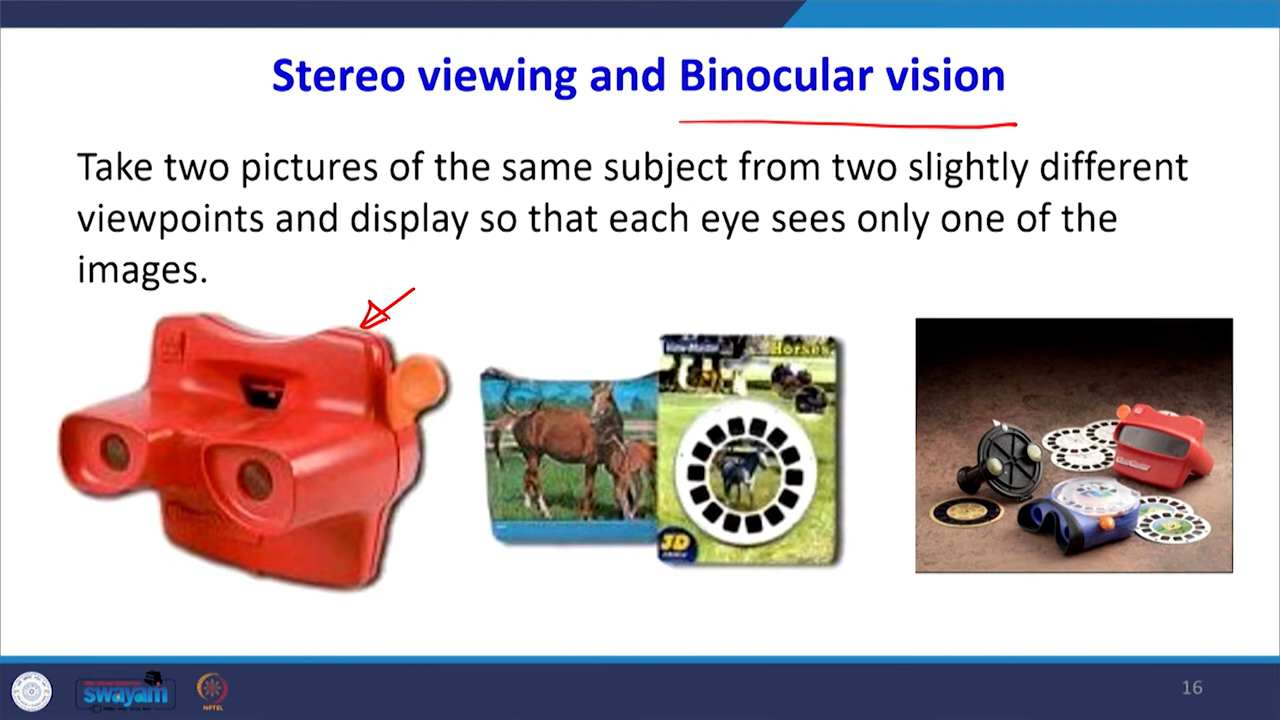 Stereo viewing and Binocular vision
Take two pictures of the same subject from two slightly different
viewpoints and display so that each eye sees only one of the
images.
View-Master
Horses
3D
swayam
NPTEL
16